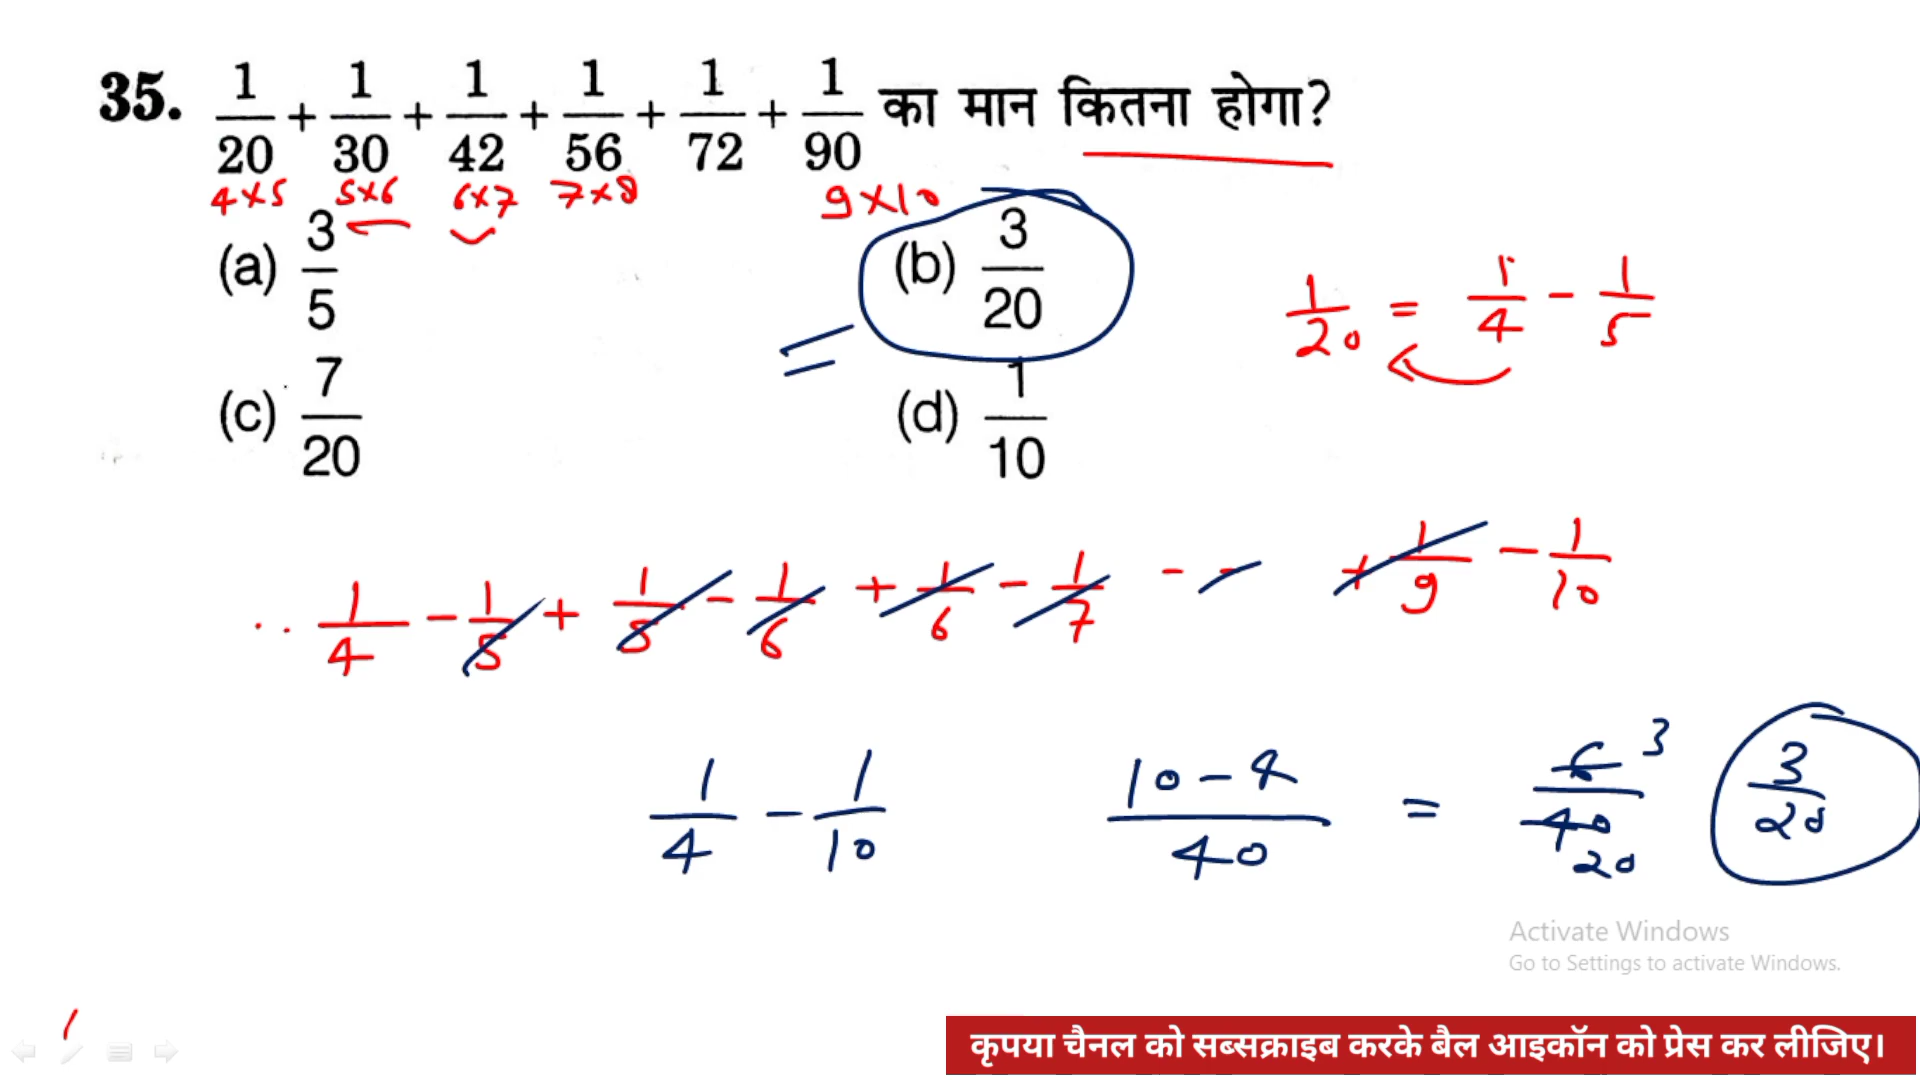 35. 1/20 + 1/30 + 1/42 + 1/56 + 1/72 + 1/90 का मान कितना होगा?
4×5 5×6 6×7 7×8 9×10
(a) 3/5 (b) 3/20
1/20 = 1/4 - 1/5
(c) 7/20 (d) 1/10
.. 1/4 - 1/5 + 1/5 - 1/6 + 1/6 - 1/7 - - + 1/9 - 1/10
1/4 - 1/10 10-4/40 = 6/40 3/20 3/20
Activate Windows
Go to Settings to activate Windows.
कृपया चैनल को सब्सक्राइब करके बैल आइकॉन को प्रेस कर लीजिए।